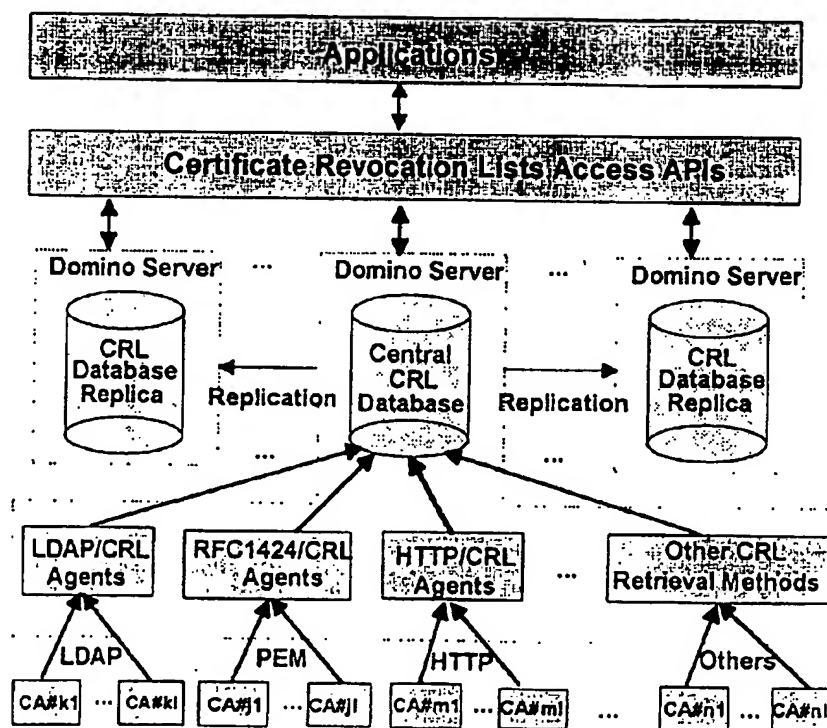 Applications
Certificate Revocation Lists Access APIs
Domino Server
...
Domino Server
...
Domino Server
CRL
Database
Replica
Replication
Central
CRL
Database
Replication
CRL
Database
Replica
...
...
LDAP/CRL
Agents
RFC1424/CRL
Agents
HTTP/CRL
Agents
...
Other CRL
Retrieval Methods
LDAP
PEM
HTTP
Others
CA#k1 ... CA#kl
CA#j1 ... CA#jl
CA#m1 ... CA#ml
...
CA#n1 ... CA#nl